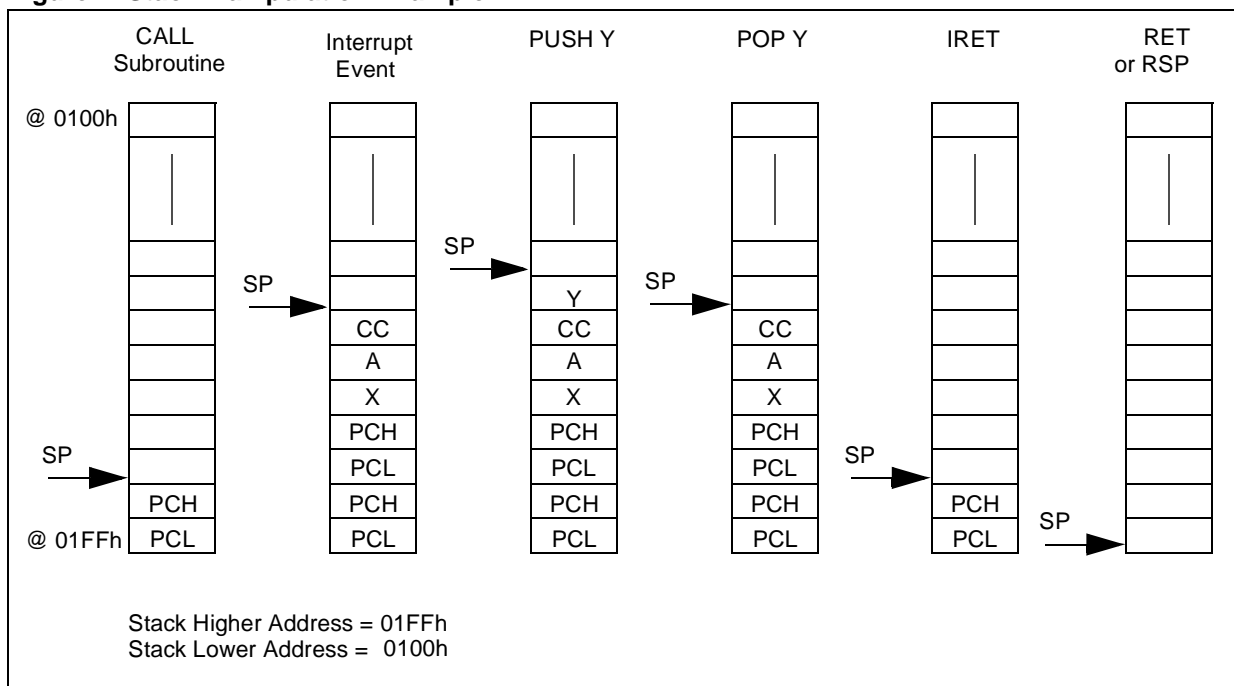 CALL
Subroutine
Interrupt
Event
PUSH Y
POP Y
IRET
RET
or RSP
@ 0100h
SP
PCH
@ 01FFh PCL
SP
CC
A
X
PCH
PCL
PCH
PCL
SP
Y
CC
A
X
PCH
PCL
PCH
PCL
SP
CC
A
X
PCH
PCL
PCH
PCL
SP
PCH
PCL
SP
Stack Higher Address = 01FFh
Stack Lower Address = 0100h